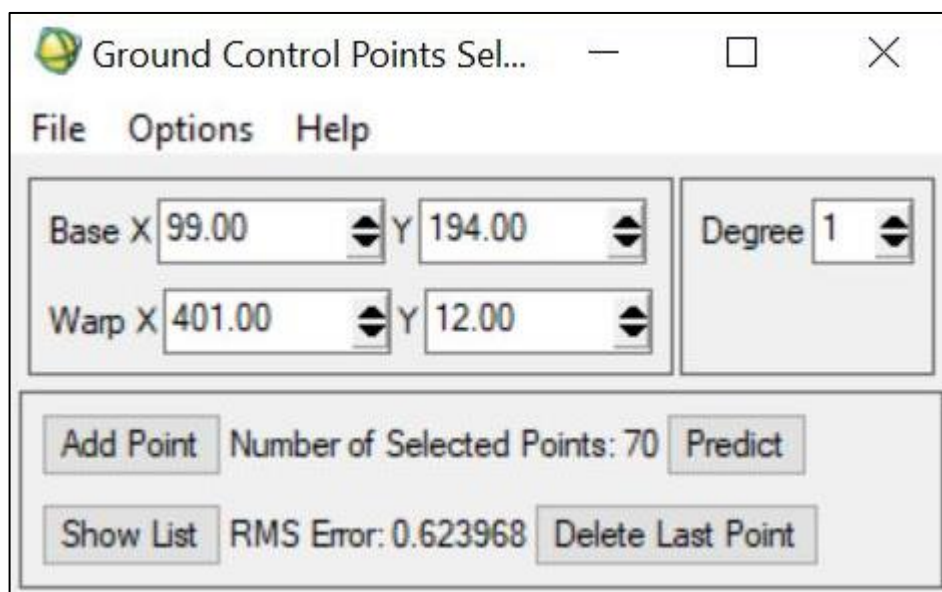 Ground Control Points Sel...
File Options Help
Base X 99.00 Y 194.00 Degree 1
Warp X 401.00 Y 12.00
Add Point Number of Selected Points: 70 Predict
Show List RMS Error: 0.623968 Delete Last Point